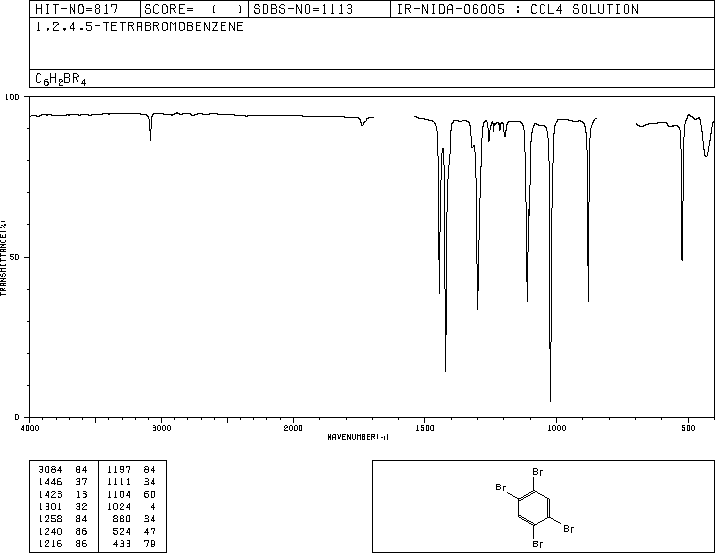 HIT-NO=817 SCORE= ( ) SDBS-NO=1113 IR-NIDA-06005 : CCL4 SOLUTION
1,2,4,5-TETRABROMOBENZENE
C6H2BR4
100
50
0
TRANSMITTANCE(%)
4000 3000 2000 1500 1000 500
WAVENUMBER(-1)
3084 84 1197 84
1446 37 1111 34
1423 13 1104 60
1301 32 1024 4
1258 84 880 34
1240 86 524 47
1216 86 433 79
Br
Br
Br
Br